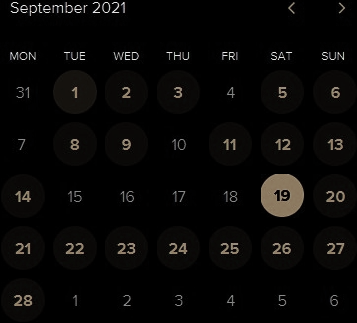 September 2021
MON TUE WED THU FRI SAT SUN
31 1 2 3 4 5 6
7 8 9 10 11 12 13
14 15 16 17 18 19 20
21 22 23 24 25 26 27
28 1 2 3 4 5 6